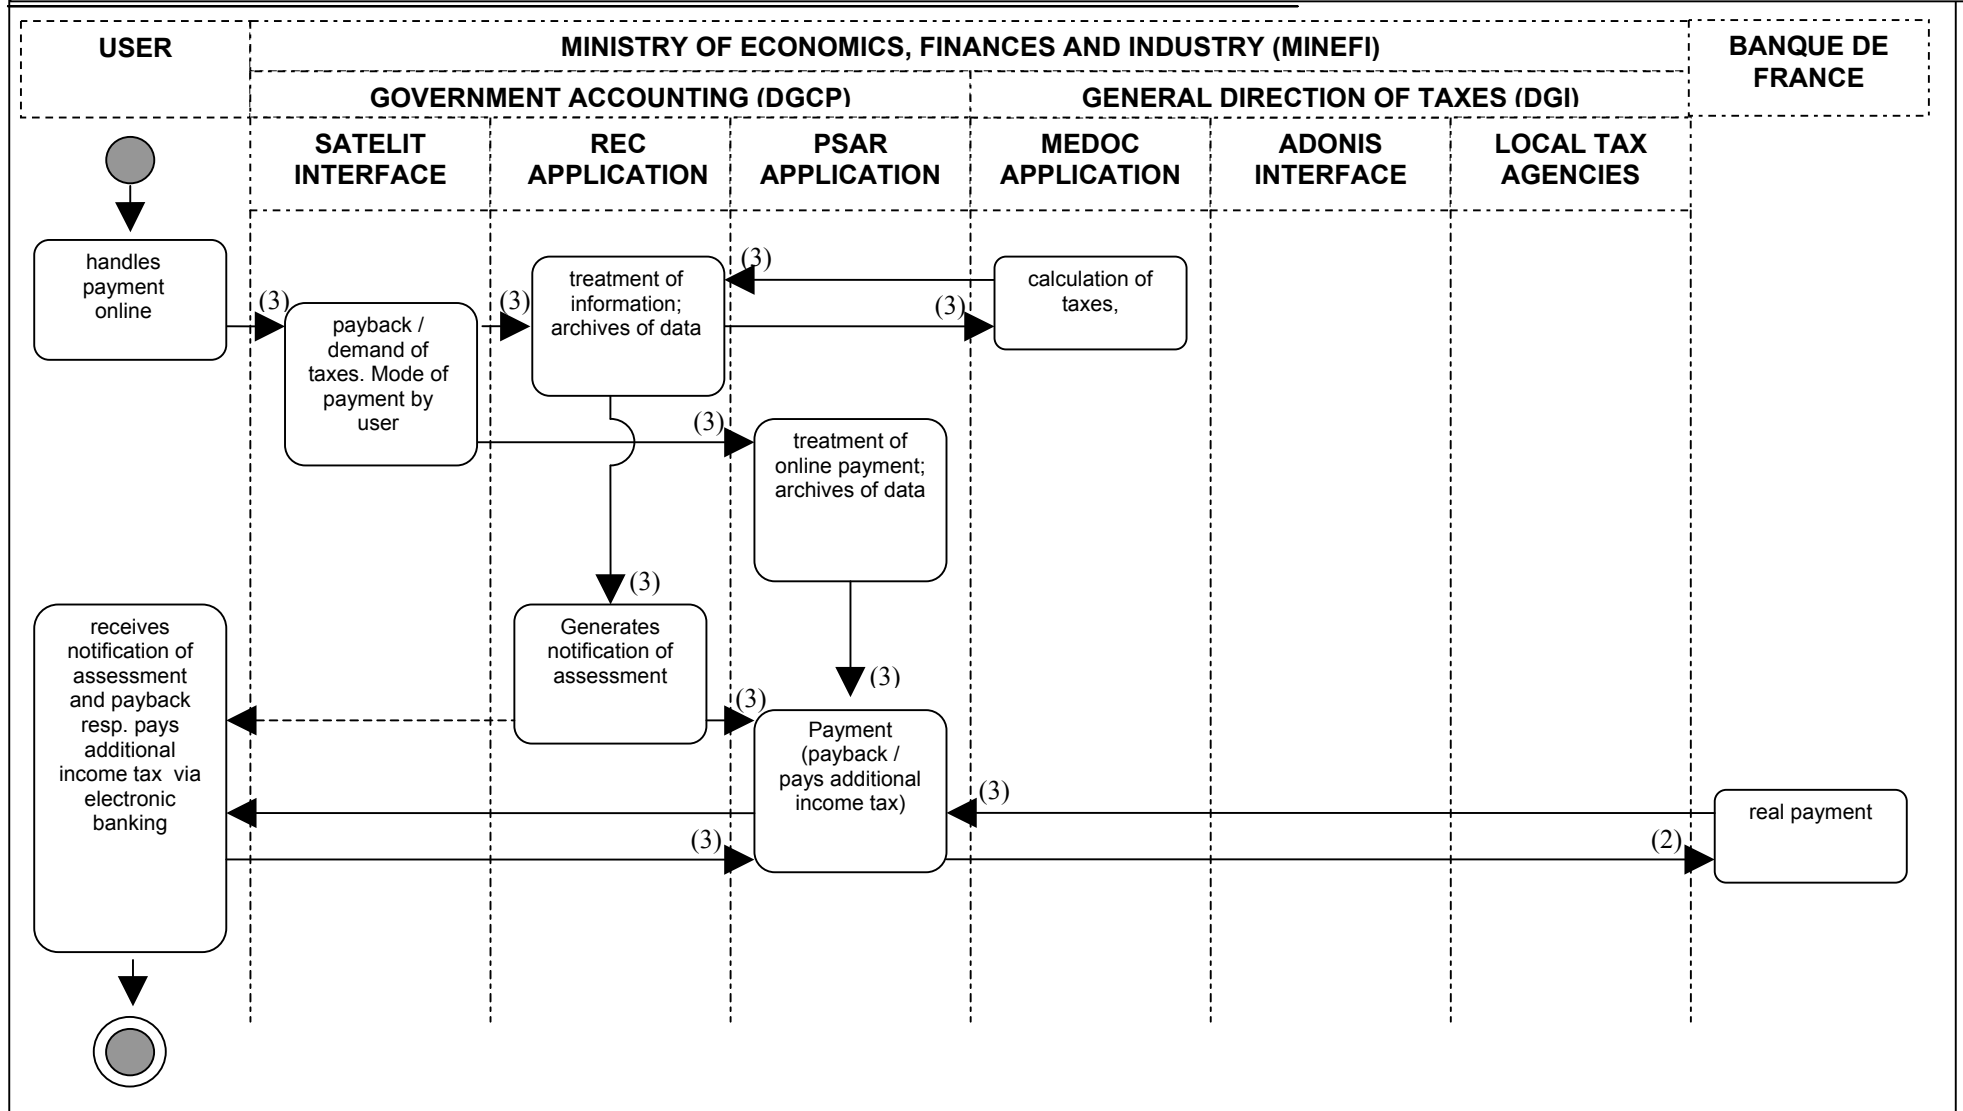 USER
MINISTRY OF ECONOMICS, FINANCES AND INDUSTRY (MINEFI)
BANQUE DE
FRANCE
GOVERNMENT ACCOUNTING (DGCP)
GENERAL DIRECTION OF TAXES (DGI)
SATELIT
INTERFACE
REC
APPLICATION
PSAR
APPLICATION
MEDOC
APPLICATION
ADONIS
INTERFACE
LOCAL TAX
AGENCIES
handles
payment
online
(3)
payback /
demand of
taxes. Mode of
payment by
user
(3)
treatment of
information;
archives of data
(3)
(3)
calculation of
taxes,
(3)
treatment of
online payment;
archives of data
(3)
(3)
receives
notification of
assessment
and payback
resp. pays
additional
income tax via
electronic
banking
Generates
notification of
assessment
(3)
Payment
(payback /
pays additional
income tax)
(3)
(3)
(2)
real payment